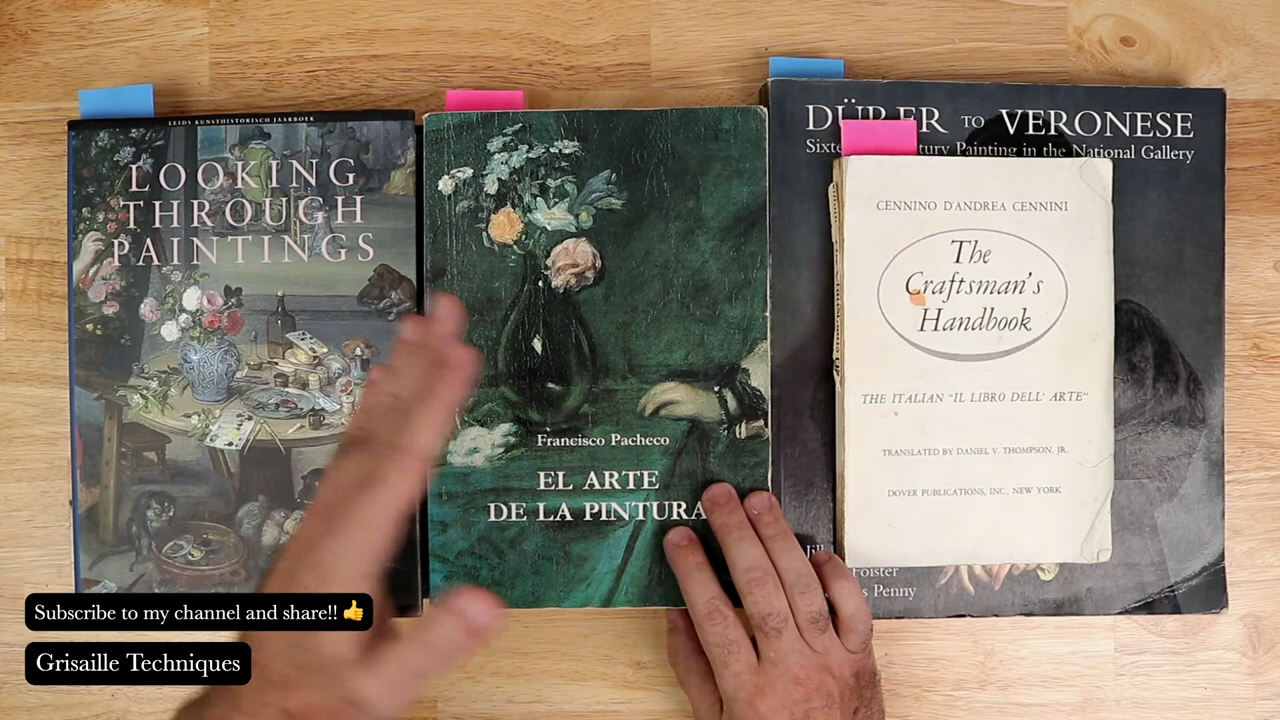 LEIDS KUNSTHISTORISCH JAARBOEK
LOOKING
THROUGH
PAINTINGS
Francisco Pacheco
EL ARTE
DE LA PINTURA
DÜRER TO VERONESE
Sixte tury Painting in the National Gallery
CENNINO D'ANDREA CENNINI
The
Craftsman's
Handbook
THE ITALIAN "IL LIBRO DELL' ARTE"
TRANSLATED BY DANIEL V. THOMPSON, JR.
DOVER PUBLICATIONS, INC., NEW YORK
Jill
Foister
s Penny
Subscribe to my channel and share!! 👍
Grisaille Techniques